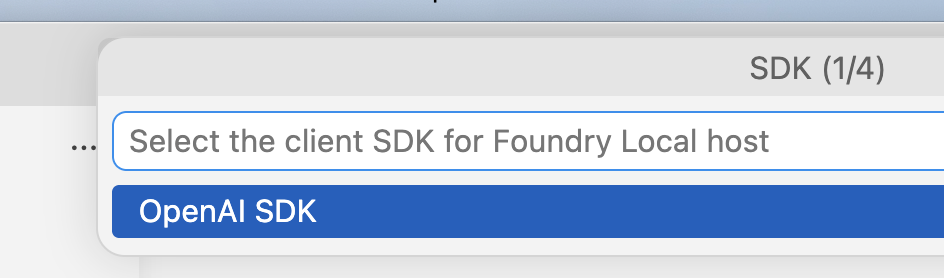 SDK (1/4)
...
Select the client SDK for Foundry Local host
OpenAI SDK